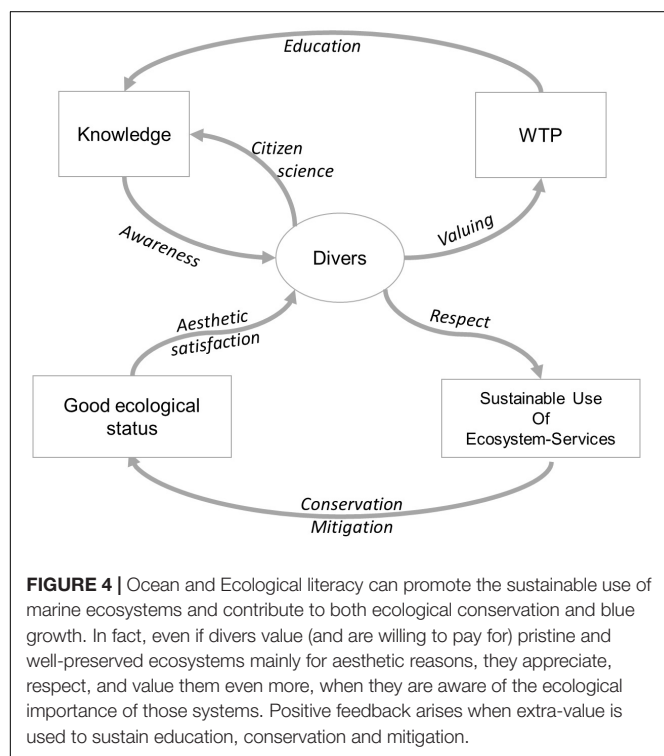 Education
Knowledge
Citizen
science
WTP
Awareness
Valuing
Divers
Aesthetic
satisfaction
Respect
Good ecological
status
Sustainable Use
Of
Ecosystem-Services
Conservation
Mitigation
FIGURE 4 | Ocean and Ecological literacy can promote the sustainable use of
marine ecosystems and contribute to both ecological conservation and blue
growth. In fact, even if divers value (and are willing to pay for) pristine and
well-preserved ecosystems mainly for aesthetic reasons, they appreciate,
respect, and value them even more, when they are aware of the ecological
importance of those systems. Positive feedback arises when extra-value is
used to sustain education, conservation and mitigation.